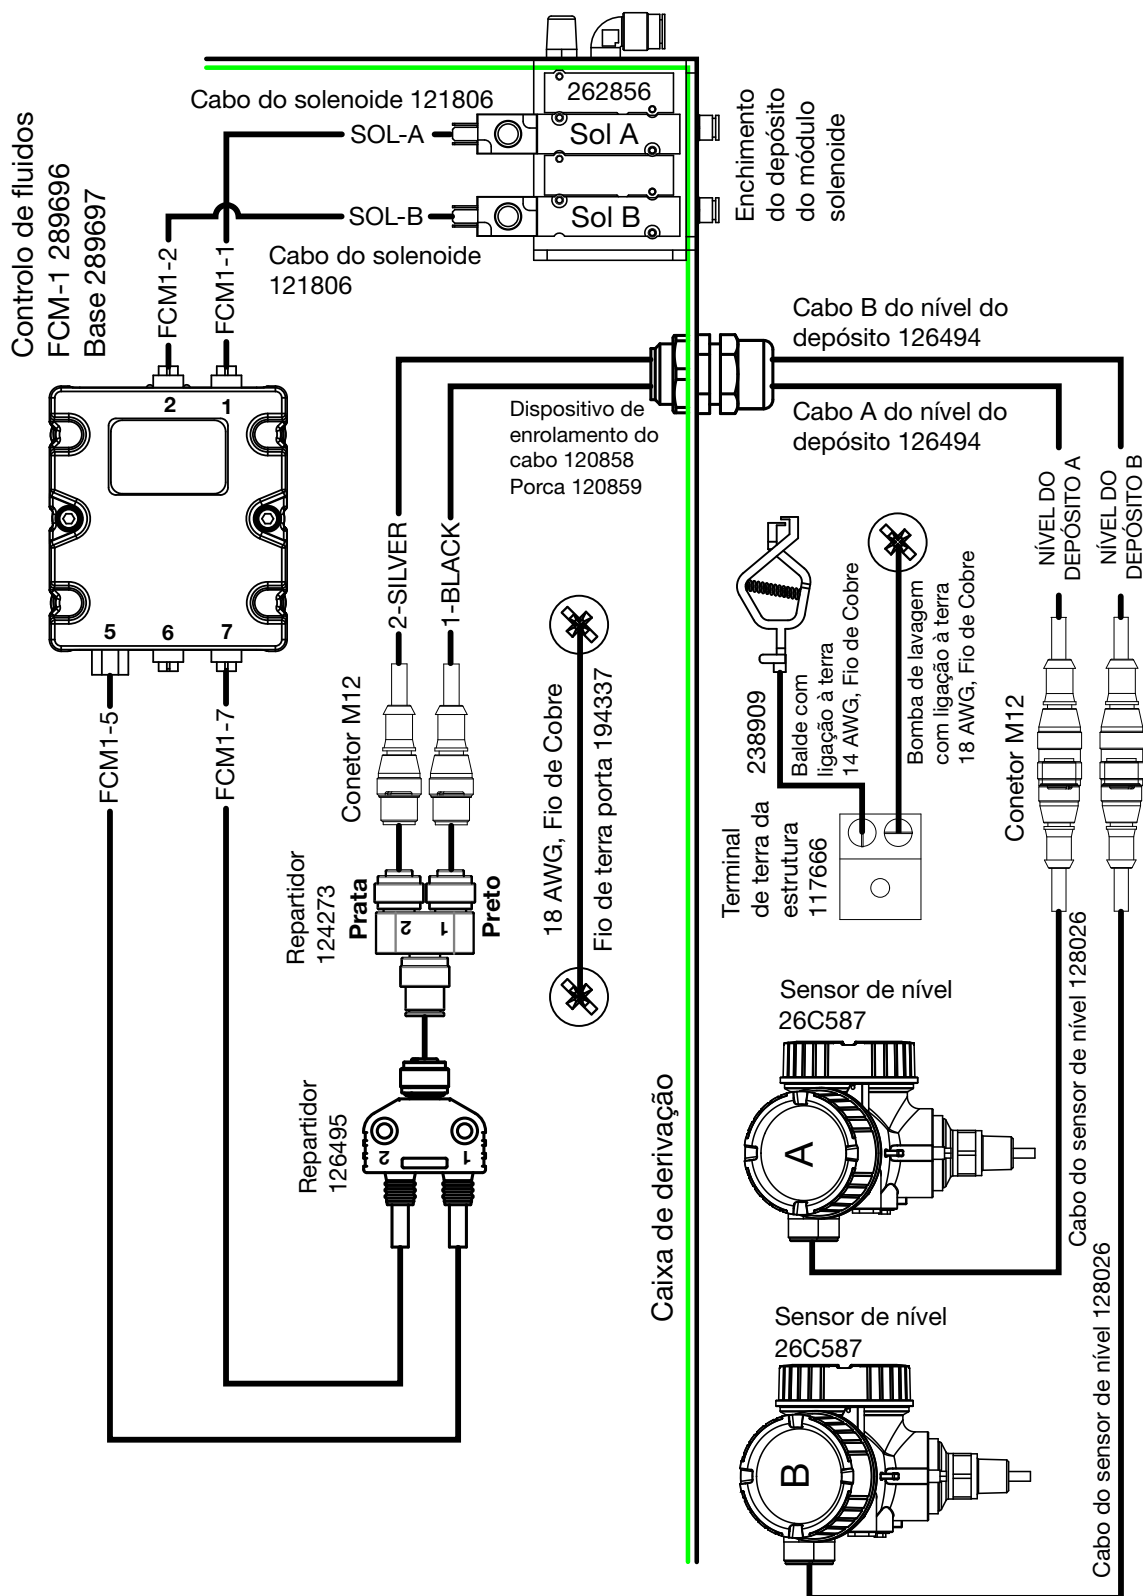 Controlo de fluidos
FCM-1 289696
Base 289697
Cabo do solenoide 121806
SOL-A
SOL-B
Cabo do solenoide
121806
262856
Sol A
Sol B
Enchimento
do depósito
do módulo
solenoide
FCM1-2
FCM1-1
2
1
5
6
7
FCM1-5
FCM1-7
Cabo B do nível do
depósito 126494
Cabo A do nível do
depósito 126494
Dispositivo de
enrolamento do
cabo 120858
Porca 120859
2-SILVER
1-BLACK
Conetor M12
Repartidor
124273
Prata
Preto
2
1
Repartidor
126495
2
1
18 AWG, Fio de Cobre
Fio de terra porta 194337
238909
Balde com
ligação à terra
14 AWG, Fio de Cobre
Bomba de lavagem
com ligação à terra
18 AWG, Fio de Cobre
Terminal
de terra da
estrutura
117666
NÍVEL DO
DEPÓSITO A
NÍVEL DO
DEPÓSITO B
Conetor M12
Caixa de derivação
Sensor de nível
26C587
A
Cabo do sensor de nível 128026
Sensor de nível
26C587
B
Cabo do sensor de nível 128026